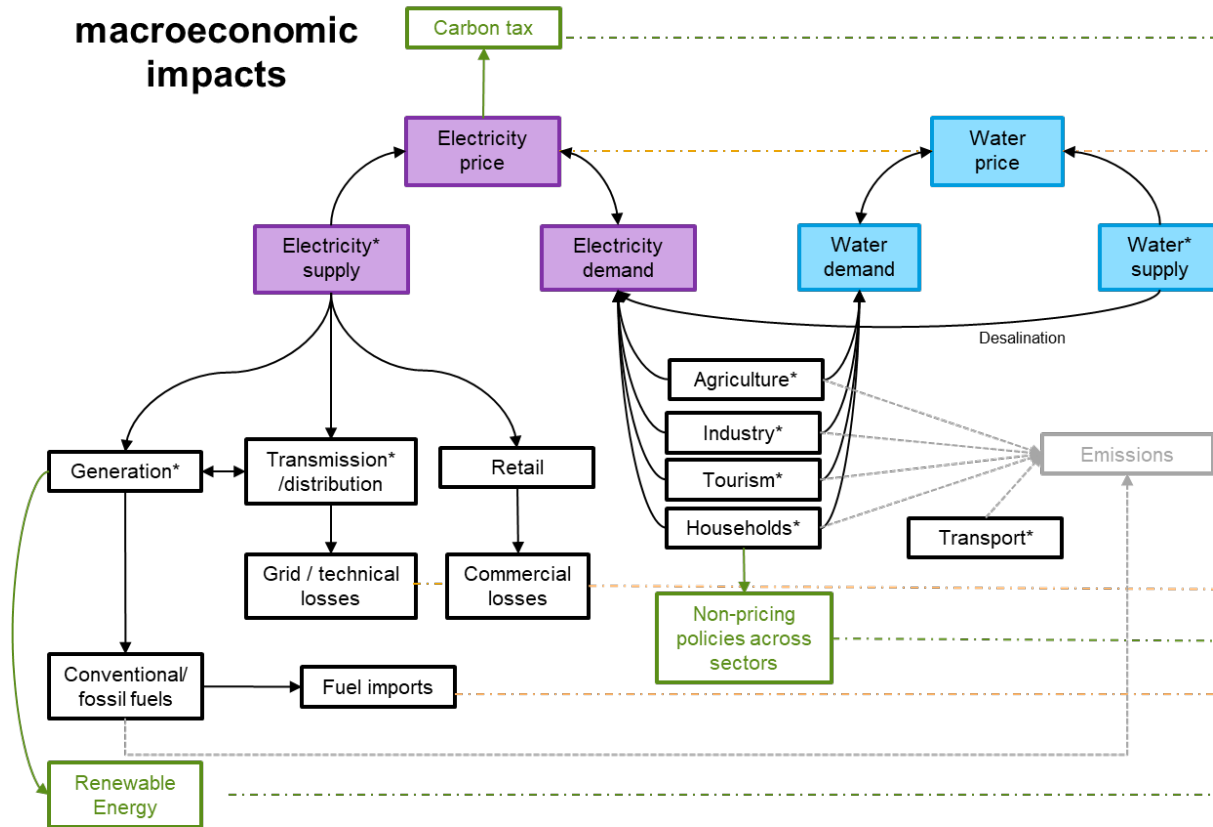 macroeconomic
impacts
Carbon tax
Electricity
price
Water
price
Electricity*
supply
Electricity
demand
Water
demand
Water*
supply
Desalination
Agriculture*
Industry*
Tourism*
Households*
Emissions
Transport*
Generation*
Transmission*
/distribution
Retail
Grid / technical
losses
Commercial
losses
Non-pricing
policies across
sectors
Conventional/
fossil fuels
Fuel imports
Renewable
Energy